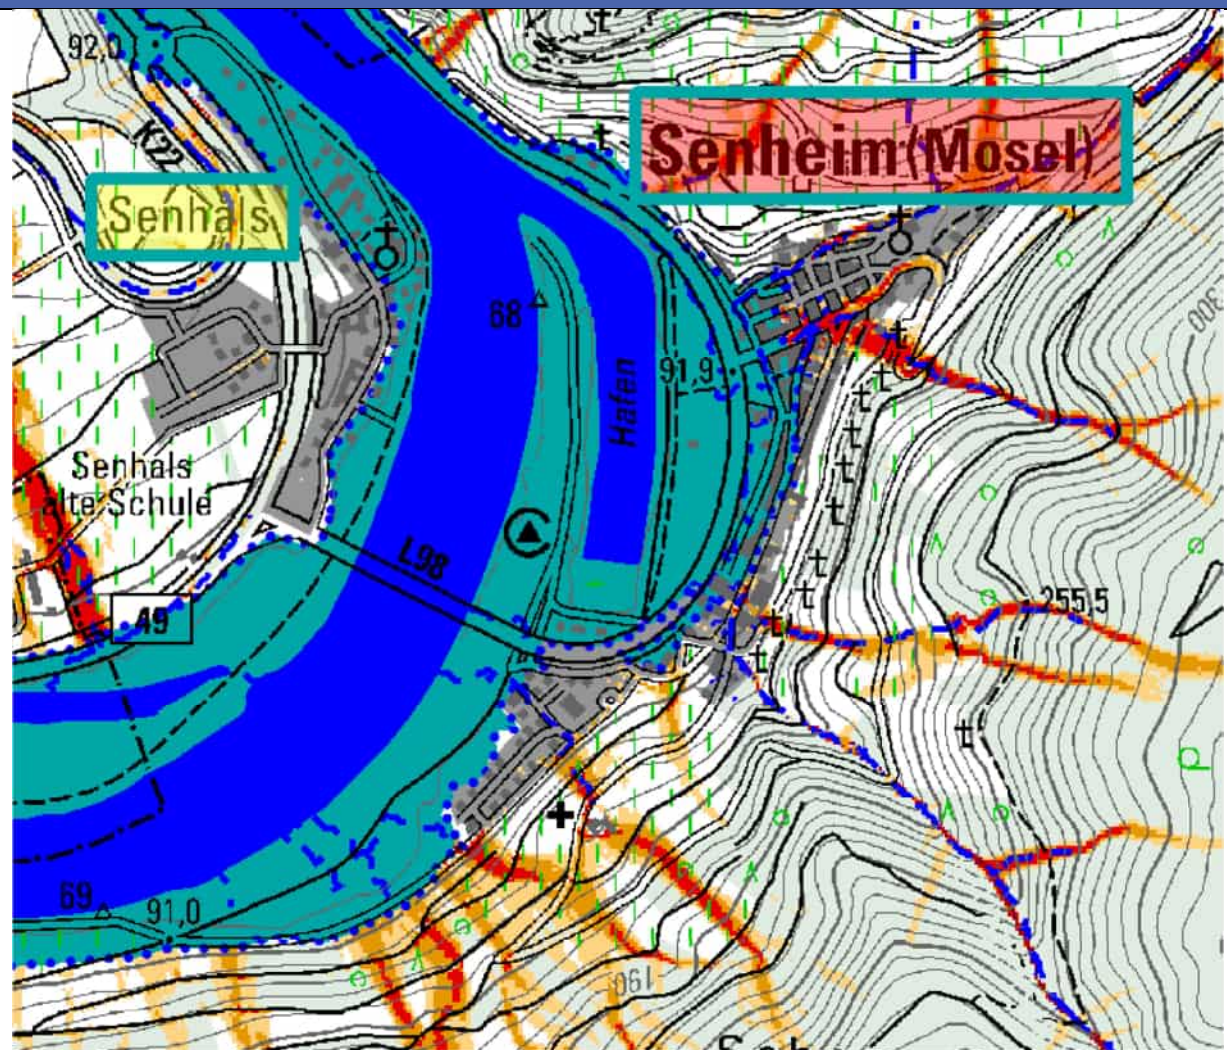 92,0
K22
Senheim(Mosel)
Senhals
300
68
91,9
Hafen
Senhals
alte Schule
L98
255,5
49
69
91,0
190